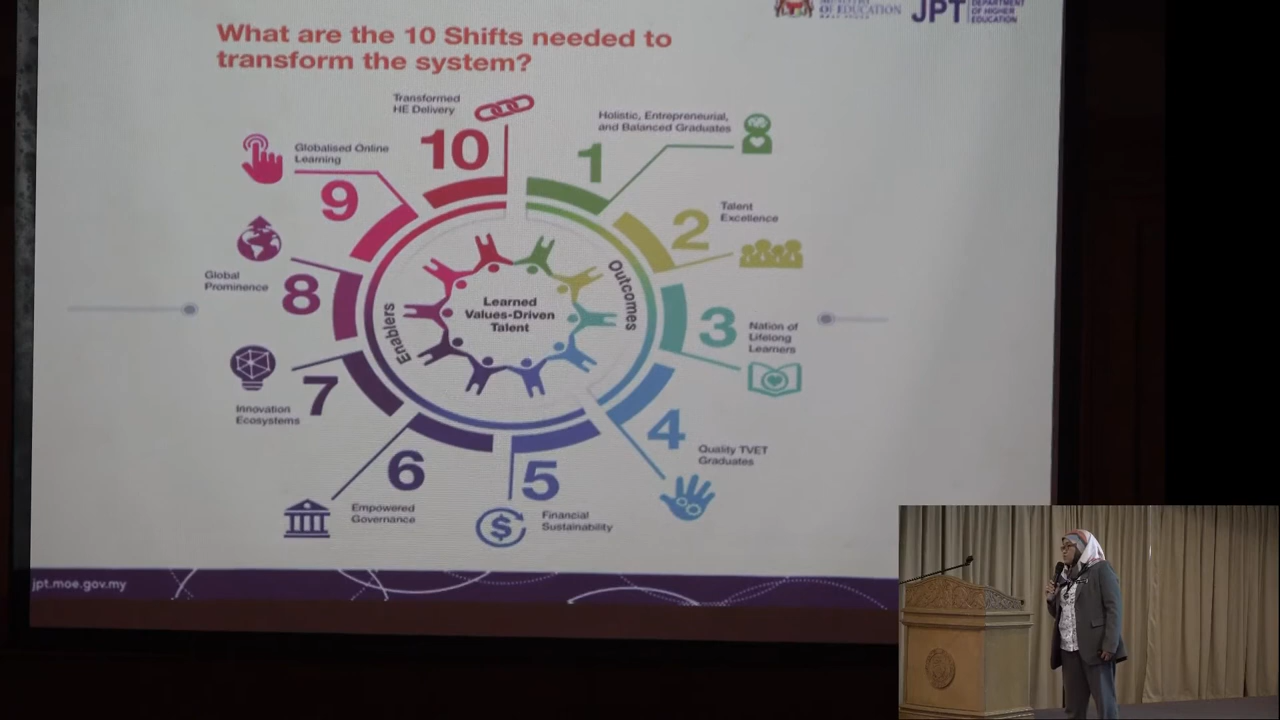 What are the 10 Shifts needed to
transform the system?
OF EDUCATION
JPT
DEPARTMENT
OF HIGHER
EDUCATION
Transformed
HE Delivery
10
Holistic, Entrepreneurial,
and Balanced Graduates
1
Talent
Excellence
2
Nation of
Lifelong
Learners
3
Quality TVET
Graduates
4
Financial
Sustainability
5
Empowered
Governance
6
Innovation
Ecosystems
7
Global
Prominence
8
Globalised Online
Learning
9
Enablers
Outcomes
Learned
Values-Driven
Talent
$
jpt.moe.gov.my